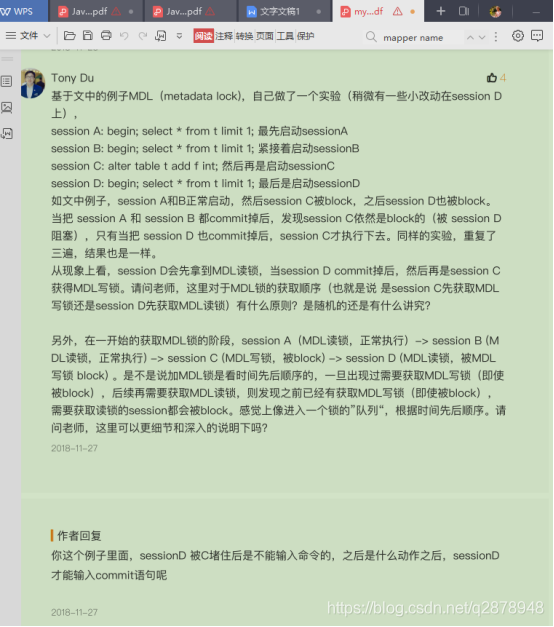 WPS
Jav...pdf
Jav...pdf
文字文稿1
my...df
文件
阅读 注释 转换 页面 工具 保护
mapper name
Tony Du
4
基于文中的例子MDL（metadata lock)，自己做了一个实验（稍微有一些小改动在session D
上），
session A: begin; select * from t limit 1; 最先启动sessionA
session B: begin; select * from t limit 1; 紧接着启动sessionB
session C: alter table t add f int; 然后再是启动sessionC
session D: begin; select * from t limit 1; 最后是启动sessionD
如文中例子，session A和B正常启动，然后session C被block，之后session D也被block。
当把 session A 和 session B 都commit掉后，发现session C依然是block的（被 session D
阻塞），只有当把 session D 也commit掉后，session C才执行下去。同样的实验，重复了
三遍，结果也是一样。
从现象上看，session D会先拿到MDL读锁，当session D commit掉后，然后再是session C
获得MDL写锁。请问老师，这里对于MDL锁的获取顺序（也就是说 是session C先获取MDL
写锁还是session D先获取MDL读锁）有什么原则？是随机的还是有什么讲究？
另外，在一开始的获取MDL锁的阶段，session A（MDL读锁，正常执行）-> session B (M
DL读锁，正常执行) -> session C (MDL写锁，被block) -> session D (MDL读锁，被MDL
写锁 block) 。是不是说加MDL锁是看时间先后顺序的，一旦出现过需要获取MDL写锁（即使
被block），后续再需要获取MDL读锁，则发现之前已经有获取MDL写锁（即使被block），
需要获取读锁的session都会被block。感觉上像进入一个锁的"队列“，根据时间先后顺序。请
问老师，这里可以更细节和深入的说明下吗？
2018-11-27
作者回复
你这个例子里面，sessionD 被C堵住后是不能输入命令的，之后是什么动作之后，sessionD
才能输入commit语句呢
2018-11-27
https://blog.csdn.net/q2878948